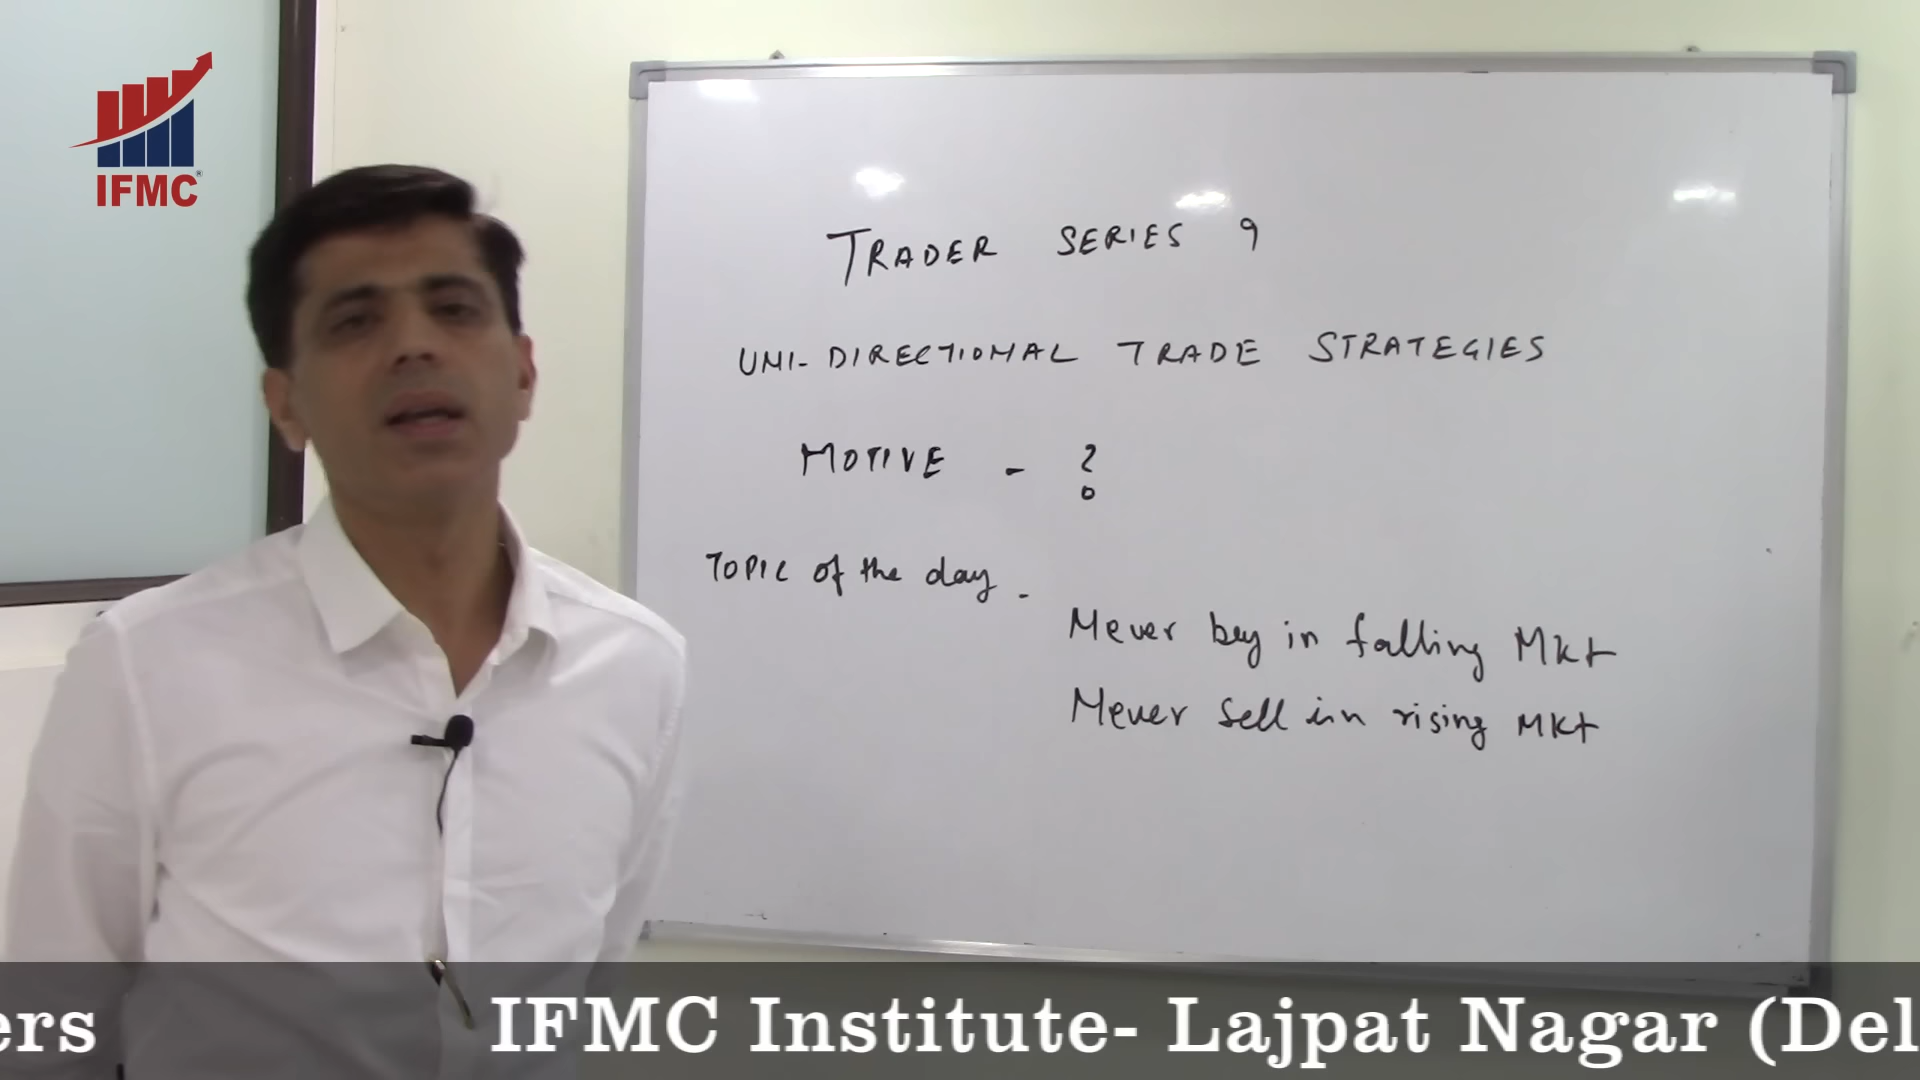 IFMC
TRADER SERIES 9
UNI-DIRECTIONAL TRADE STRATEGIES
MOTIVE - ?
TOPIC of the day -
Never buy in falling MKt
Never sell in rising MKt
ers IFMC Institute- Lajpat Nagar (Del